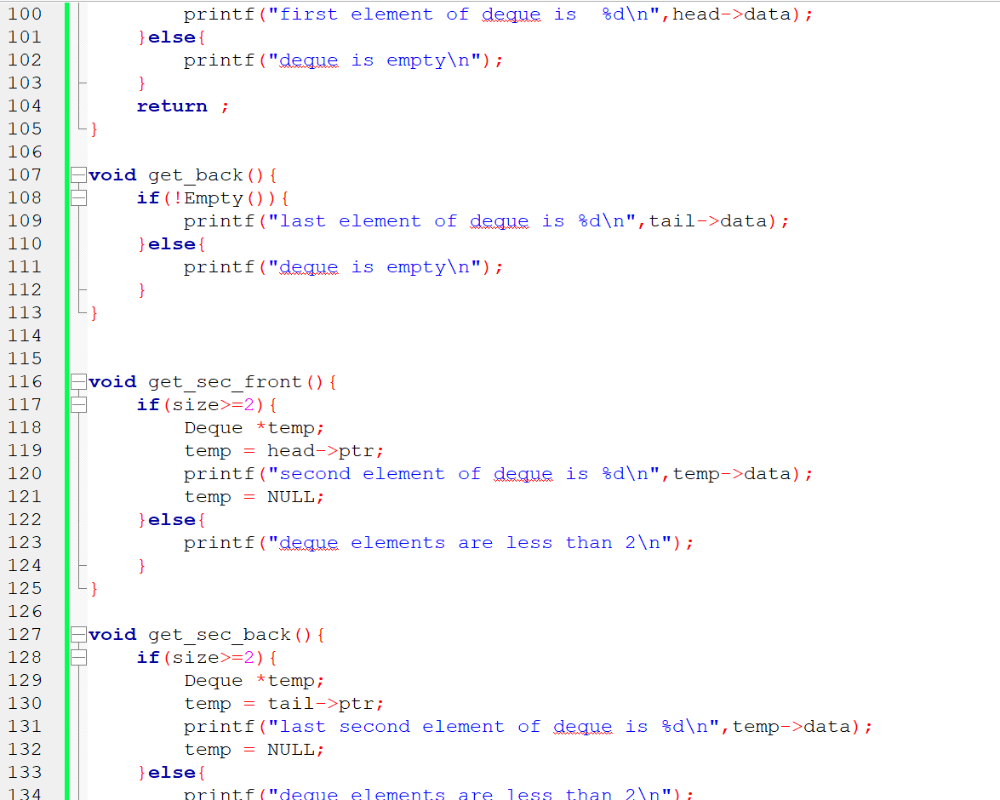 100 printf("first element of deque is  %d\n",head->data);
101 }else{
102 printf("deque is empty\n");
103 }
104 return ;
105 }
106
107 void get_back(){
108 if(!Empty()){
109 printf("last element of deque is %d\n",tail->data);
110 }else{
111 printf("deque is empty\n");
112 }
113 }
114
115
116 void get_sec_front(){
117 if(size>=2){
118 Deque *temp;
119 temp = head->ptr;
120 printf("second element of deque is %d\n",temp->data);
121 temp = NULL;
122 }else{
123 printf("deque elements are less than 2\n");
124 }
125 }
126
127 void get_sec_back(){
128 if(size>=2){
129 Deque *temp;
130 temp = tail->ptr;
131 printf("last second element of deque is %d\n",temp->data);
132 temp = NULL;
133 }else{
134 printf("deque elements are less than 2\n");